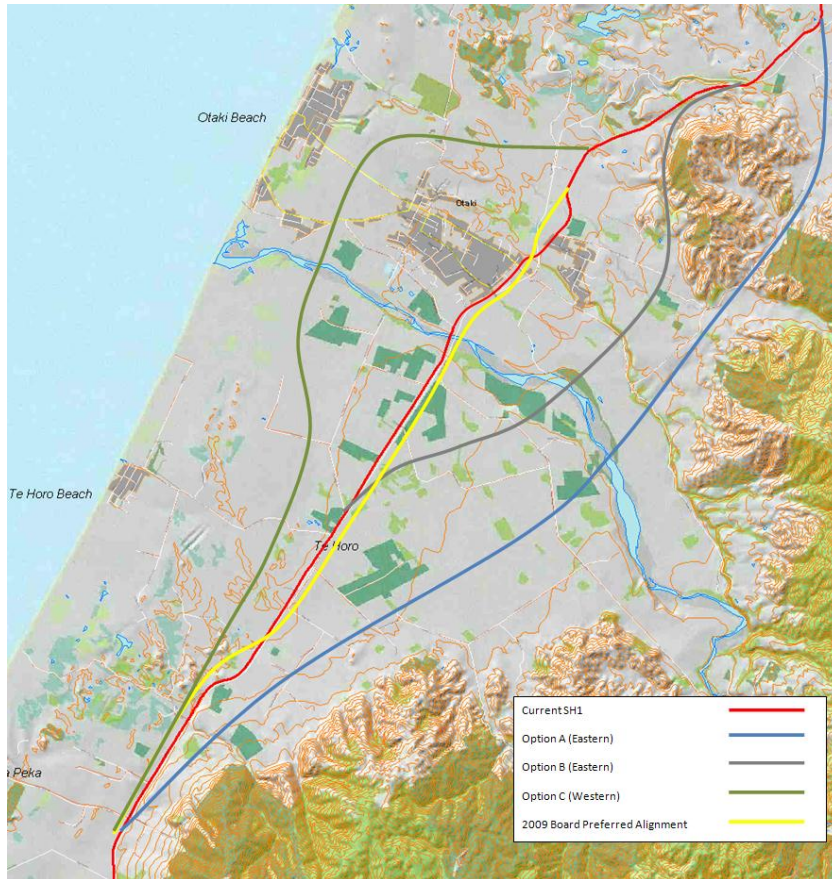 Otaki Beach
Otaki
Te Horo Beach
Te Horo
a Peka
Current SH1
Option A (Eastern)
Option B (Eastern)
Option C (Western)
2009 Board Preferred Alignment